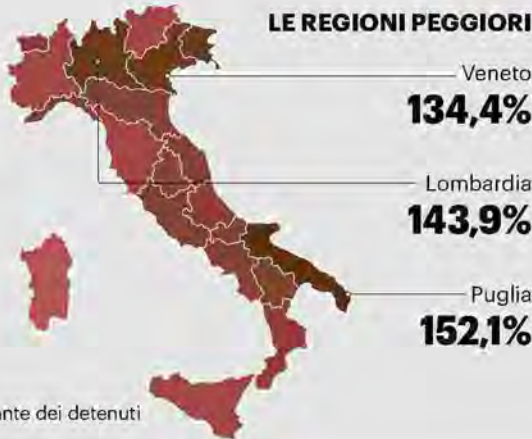 LE REGIONI PEGGIORI
Veneto
134,4%
Lombardia
143,9%
Puglia
152,1%
dei detenuti